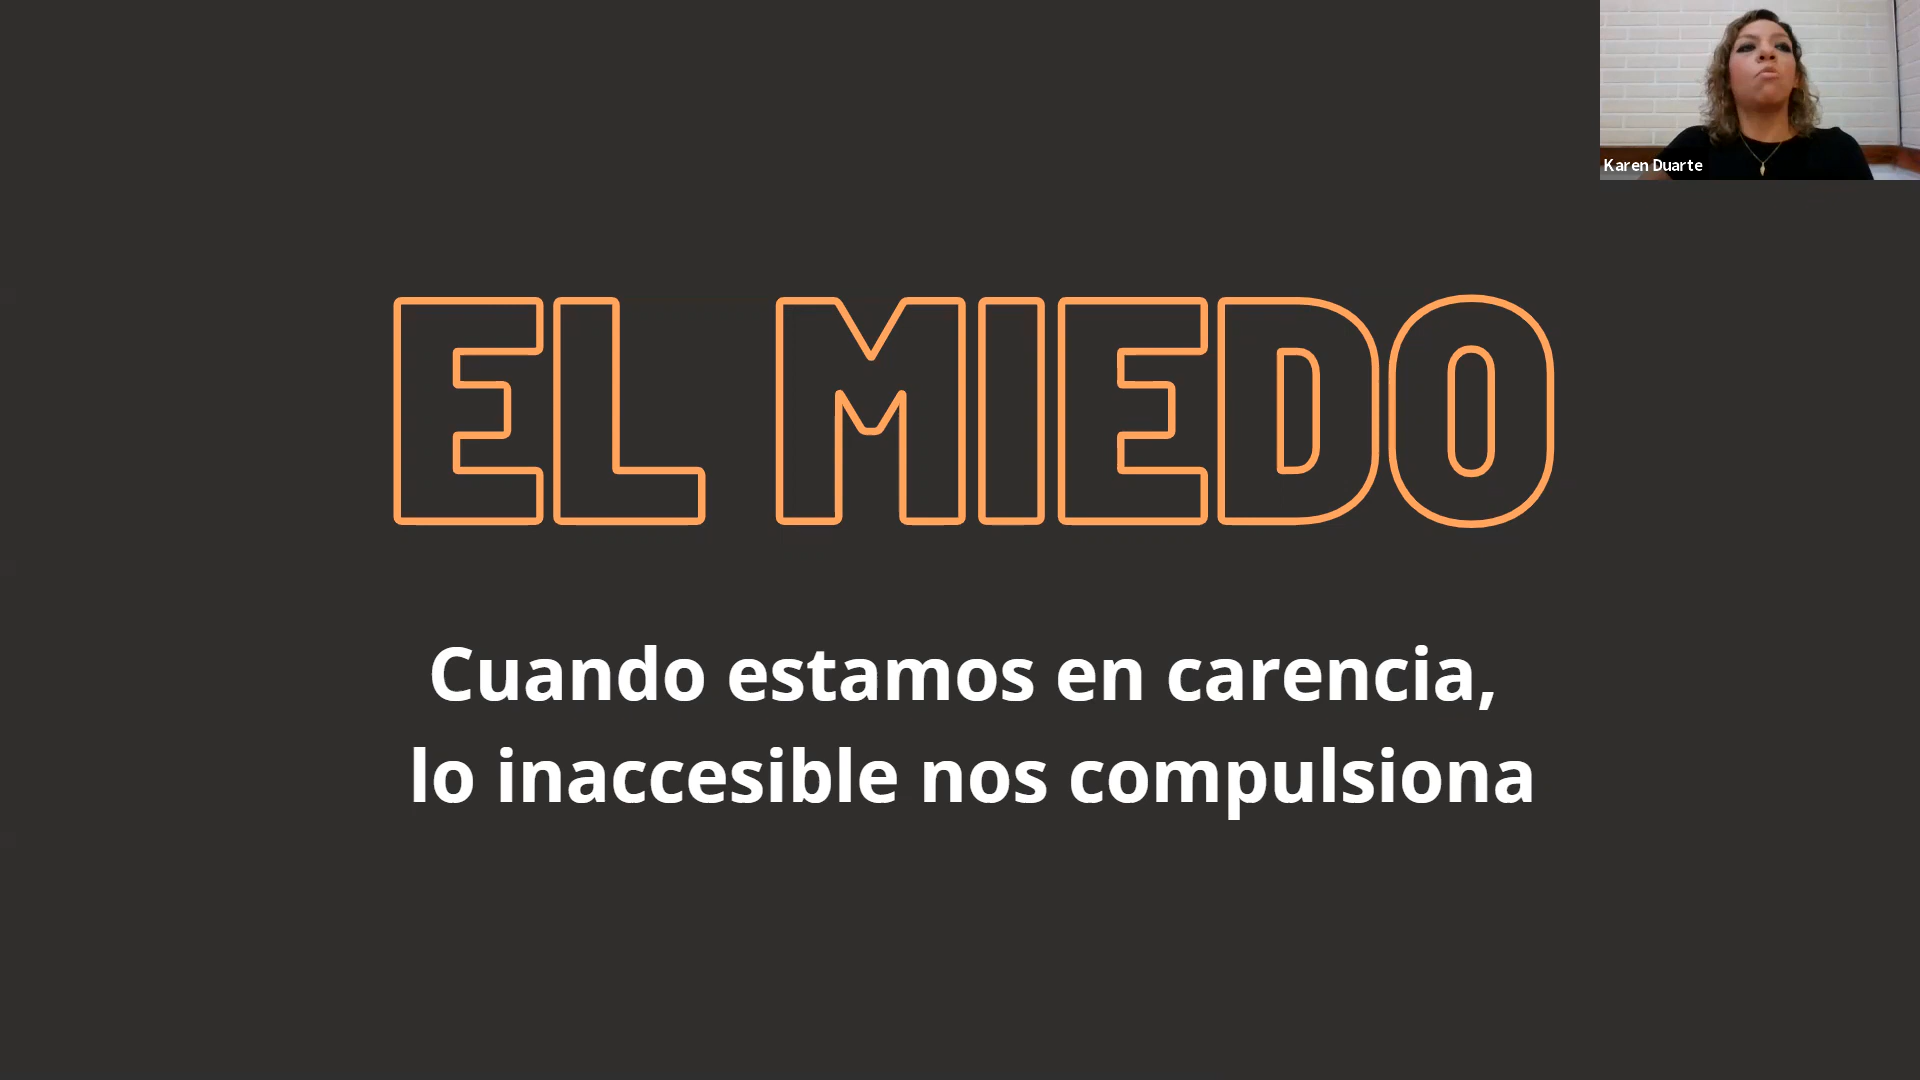 Karen Duarte
EL MIEDO
Cuando estamos en carencia,
lo inaccesible nos compulsiona